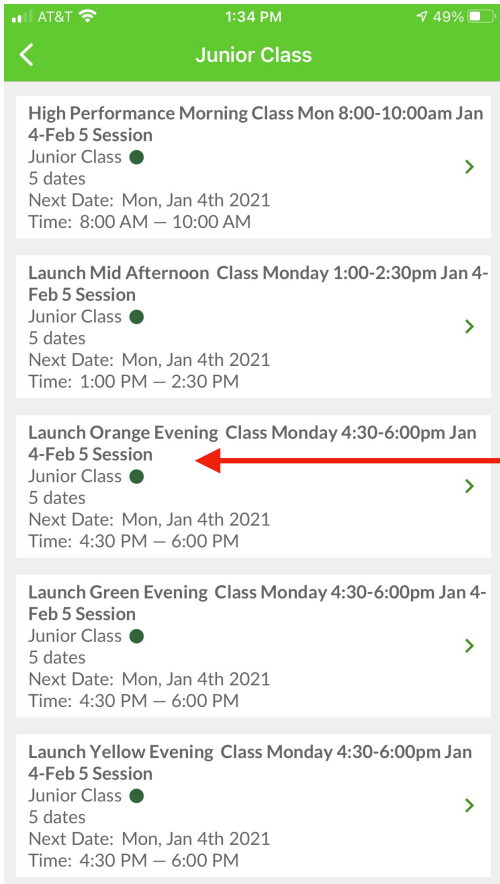 AT&T 1:34 PM 49%
Junior Class
High Performance Morning Class Mon 8:00-10:00am Jan
4-Feb 5 Session
Junior Class
5 dates
Next Date: Mon, Jan 4th 2021
Time: 8:00 AM — 10:00 AM
Launch Mid Afternoon Class Monday 1:00-2:30pm Jan 4-
Feb 5 Session
Junior Class
5 dates
Next Date: Mon, Jan 4th 2021
Time: 1:00 PM — 2:30 PM
Launch Orange Evening Class Monday 4:30-6:00pm Jan
4-Feb 5 Session
Junior Class
5 dates
Next Date: Mon, Jan 4th 2021
Time: 4:30 PM — 6:00 PM
Launch Green Evening Class Monday 4:30-6:00pm Jan 4-
Feb 5 Session
Junior Class
5 dates
Next Date: Mon, Jan 4th 2021
Time: 4:30 PM — 6:00 PM
Launch Yellow Evening Class Monday 4:30-6:00pm Jan
4-Feb 5 Session
Junior Class
5 dates
Next Date: Mon, Jan 4th 2021
Time: 4:30 PM — 6:00 PM